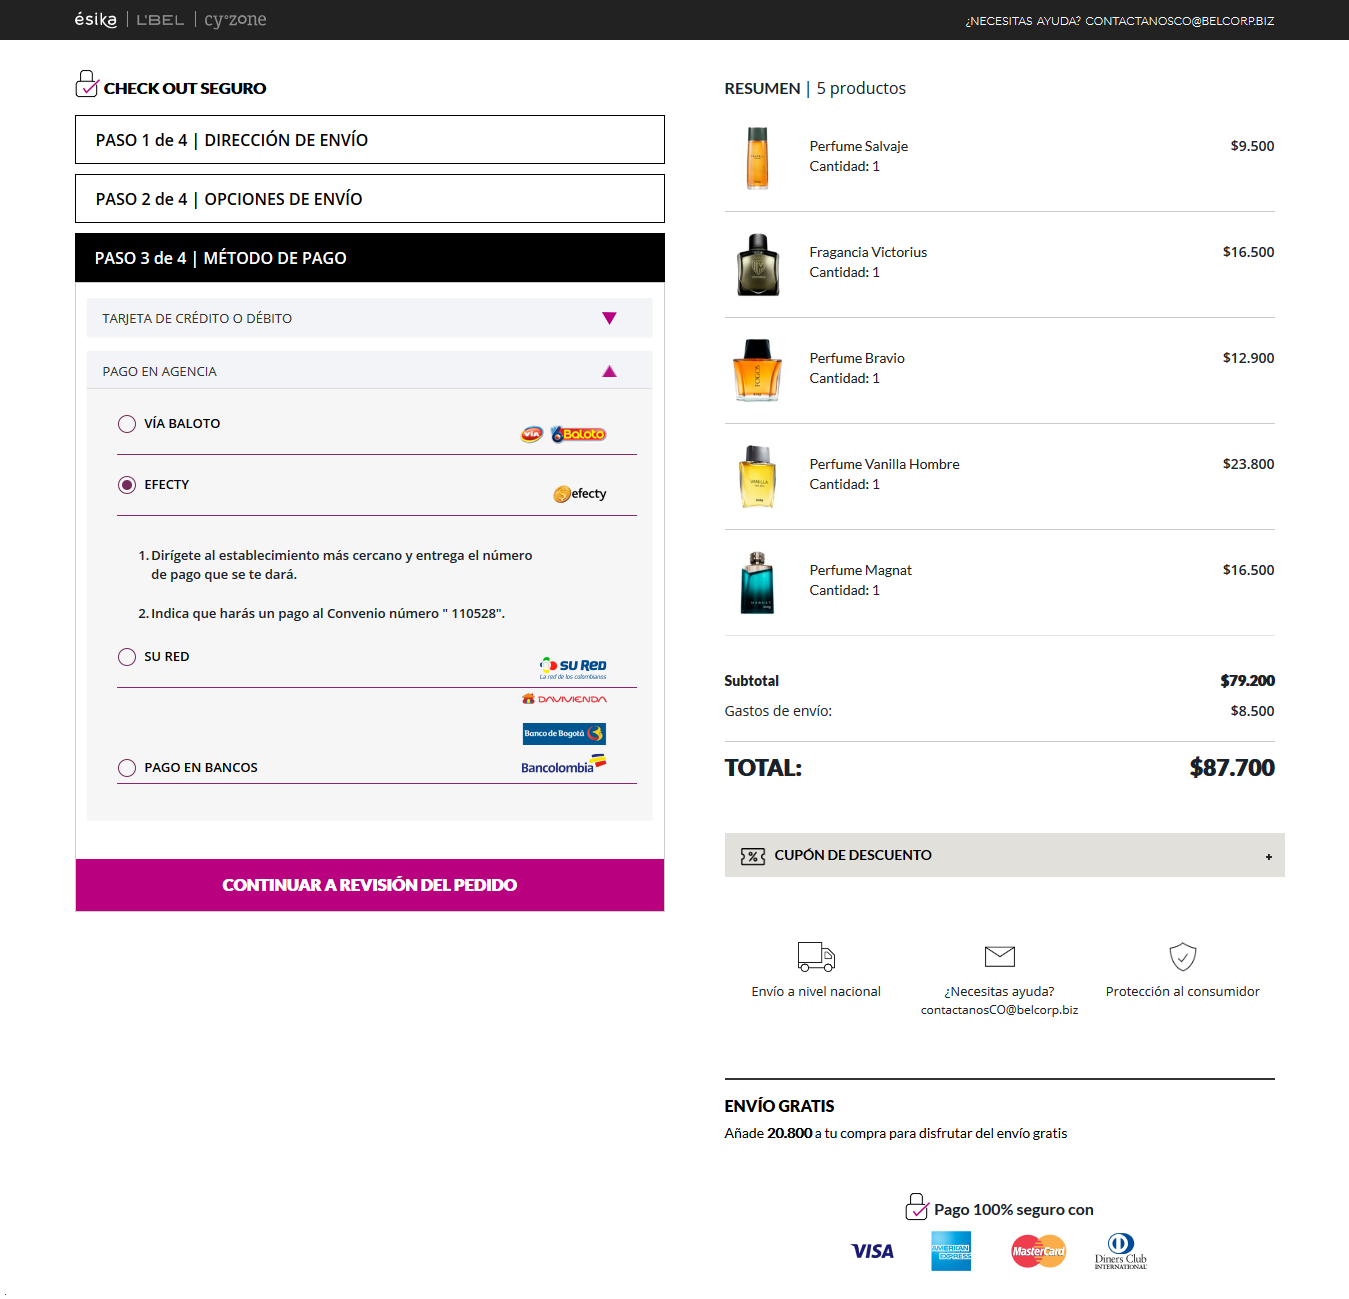 ésika | L'BEL | cy°zone
¿NECESITAS AYUDA? CONTACTANOSCO@BELCORP.BIZ
CHECK OUT SEGURO
PASO 1 de 4 | DIRECCIÓN DE ENVÍO
PASO 2 de 4 | OPCIONES DE ENVÍO
PASO 3 de 4 | MÉTODO DE PAGO
TARJETA DE CRÉDITO O DÉBITO
PAGO EN AGENCIA
VÍA BALOTO
VIA Baloto
EFECTY
efecty
1. Dirígete al establecimiento más cercano y entrega el número
de pago que se te dará.
2. Indica que harás un pago al Convenio número " 110528".
SU RED
SU RED
La red de los colombianos
DAVIVIENDA
Banco de Bogotá
PAGO EN BANCOS
Bancolombia
CONTINUAR A REVISIÓN DEL PEDIDO
RESUMEN | 5 productos
Perfume Salvaje
Cantidad: 1
$9.500
Fragancia Victorius
Cantidad: 1
$16.500
Perfume Bravio
Cantidad: 1
$12.900
Perfume Vanilla Hombre
Cantidad: 1
$23.800
VANILLA
Perfume Magnat
Cantidad: 1
$16.500
MAGNAT
Subtotal
$79.200
Gastos de envío:
$8.500
TOTAL:
$87.700
CUPÓN DE DESCUENTO
+
Envío a nivel nacional
¿Necesitas ayuda?
contactanosCO@belcorp.biz
Protección al consumidor
ENVÍO GRATIS
Añade 20.800 a tu compra para disfrutar del envío gratis
Pago 100% seguro con
VISA
AMERICAN EXPRESS
MasterCard
Diners Club
INTERNATIONAL